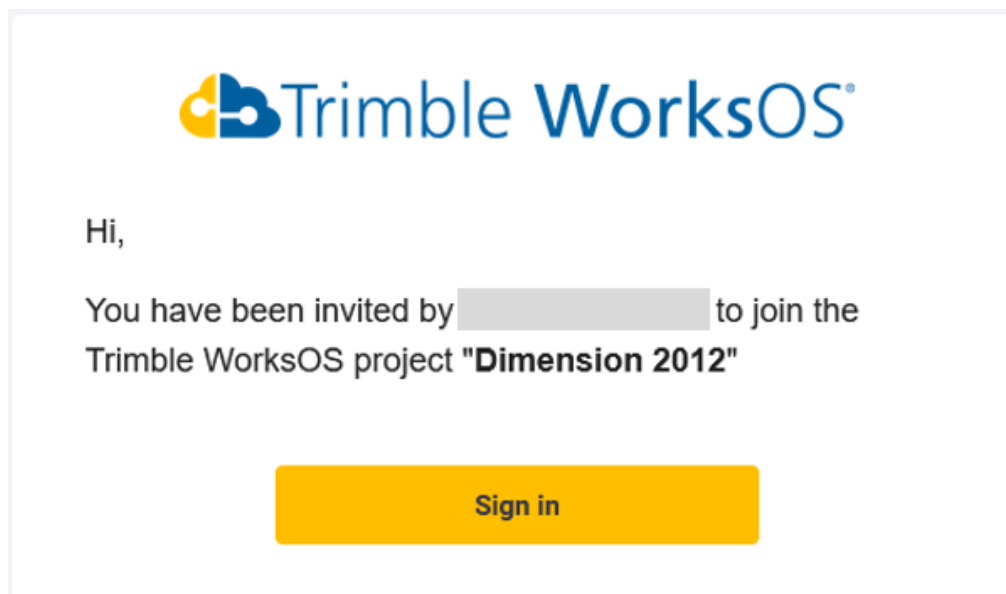 Trimble WorksOS®
Hi,
You have been invited by to join the
Trimble WorksOS project "Dimension 2012"
Sign in